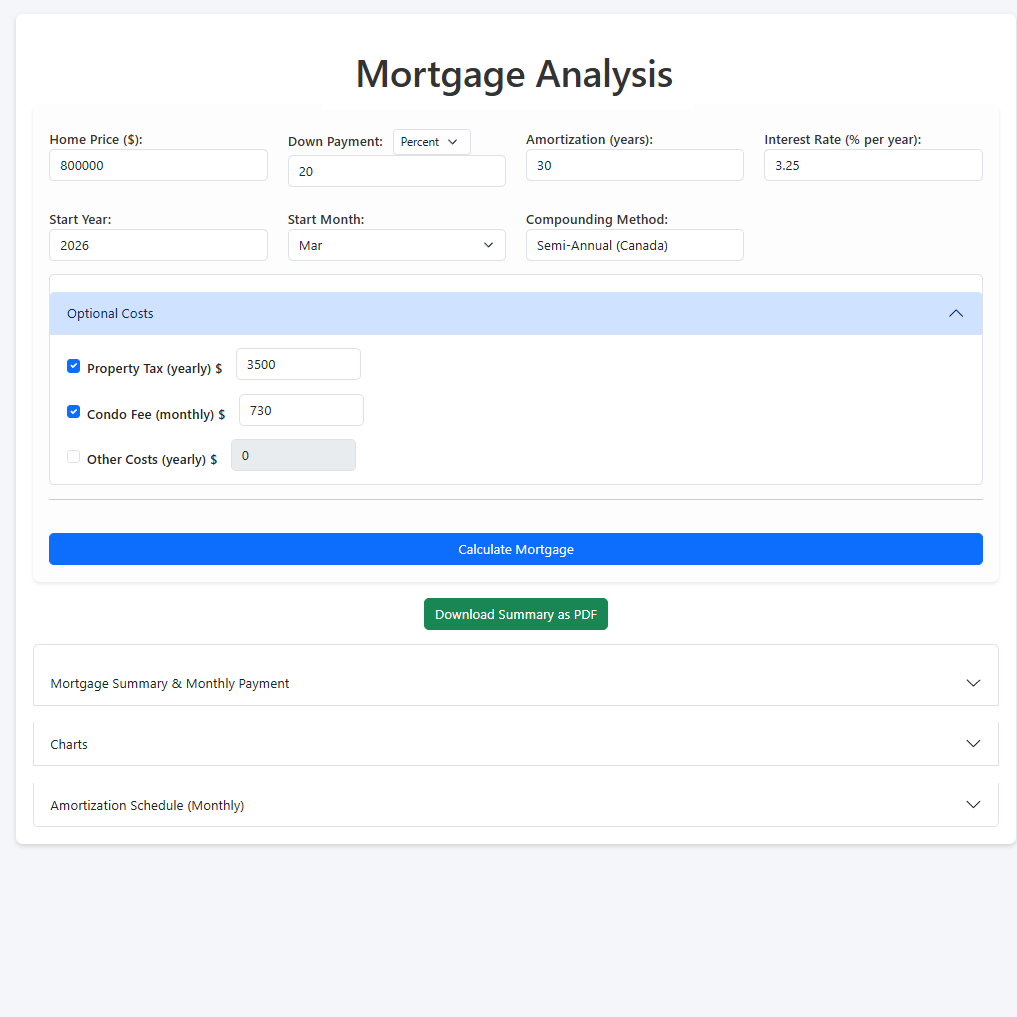 Mortgage Analysis
Home Price ($):
800000
Down Payment: Percent
20
Amortization (years):
30
Interest Rate (% per year):
3.25
Start Year:
2026
Start Month:
Mar
Compounding Method:
Semi-Annual (Canada)
Optional Costs
Property Tax (yearly) $ 3500
Condo Fee (monthly) $ 730
Other Costs (yearly) $ 0
Calculate Mortgage
Download Summary as PDF
Mortgage Summary & Monthly Payment
Charts
Amortization Schedule (Monthly)